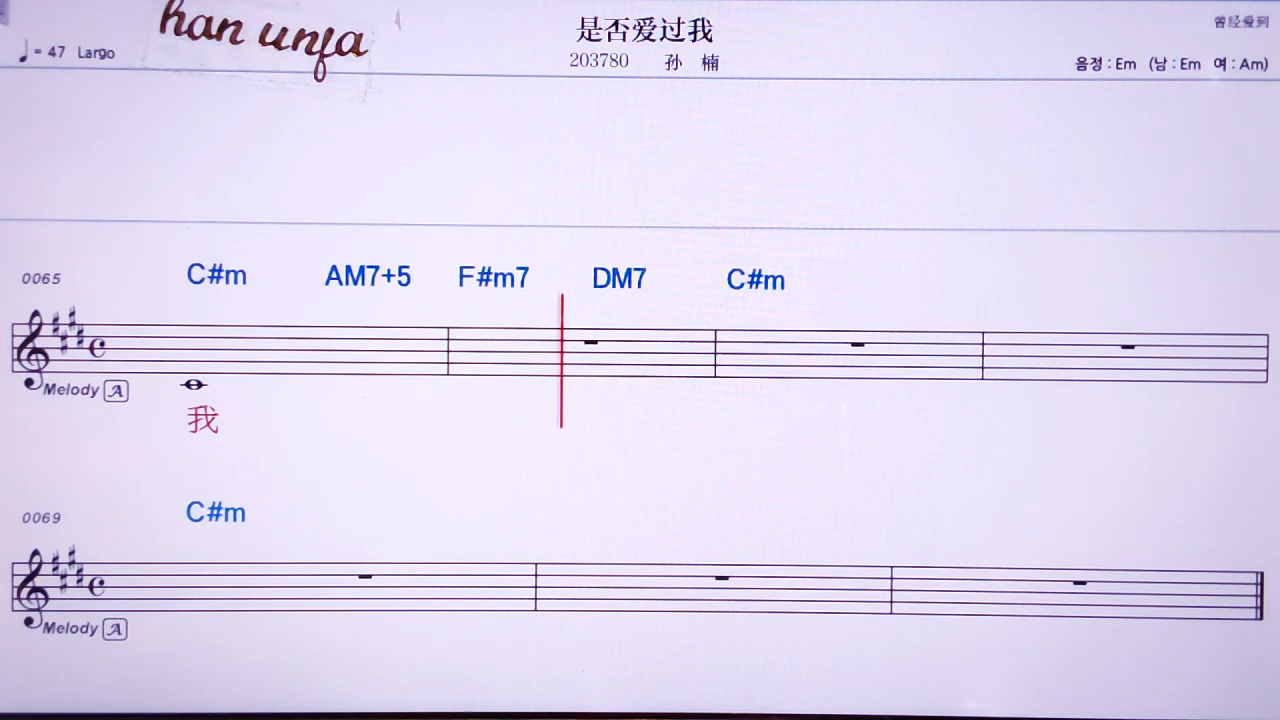 han unfa
是否爱过我
曾经爱到
♩= 47 Largo
203780 孙 楠
음정 : Em (남 : Em 여 : Am)
0065 C#m AM7+5 F#m7 DM7 C#m
Melody A
我
0069 C#m
Melody A